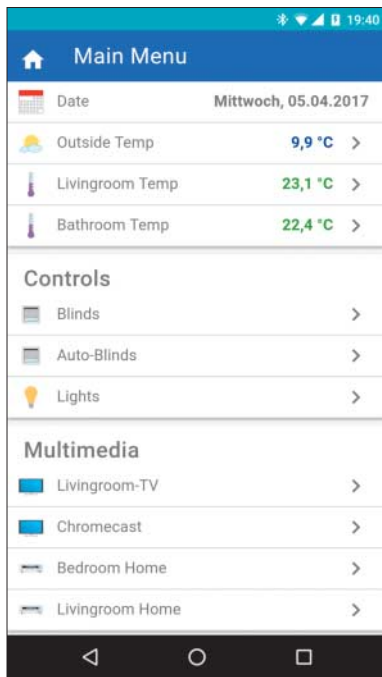 19:40
Main Menu
Date Mittwoch, 05.04.2017
Outside Temp 9,9 °C
Livingroom Temp 23,1 °C
Bathroom Temp 22,4 °C
Controls
Blinds
Auto-Blinds
Lights
Multimedia
Livingroom-TV
Chromecast
Bedroom Home
Livingroom Home